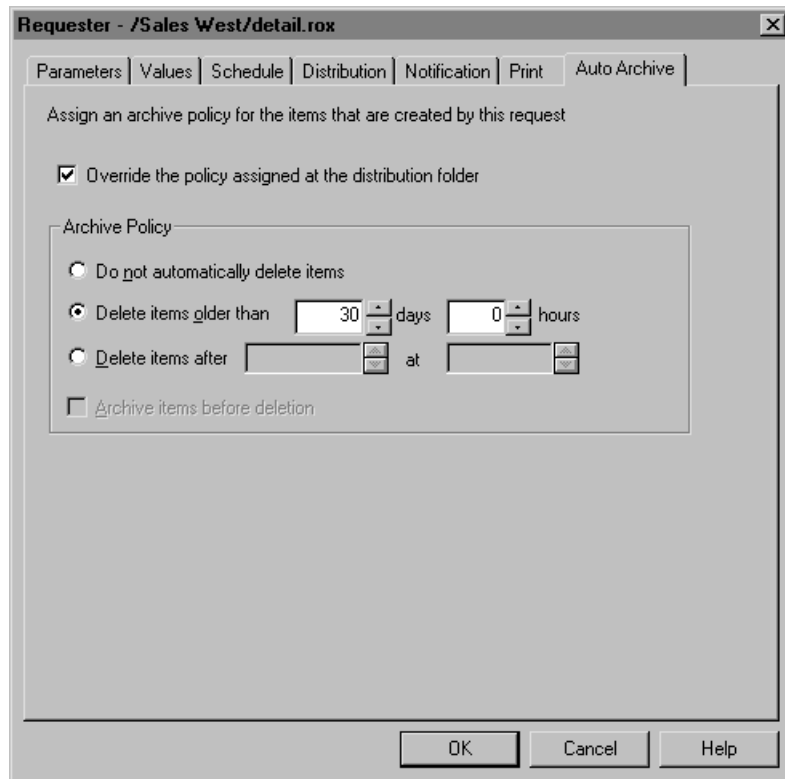 Requester - /Sales West/detail.rox
Parameters Values Schedule Distribution Notification Print Auto Archive
Assign an archive policy for the items that are created by this request
Override the policy assigned at the distribution folder
Archive Policy
Do not automatically delete items
Delete items older than 30 days 0 hours
Delete items after at
Archive items before deletion
OK Cancel Help